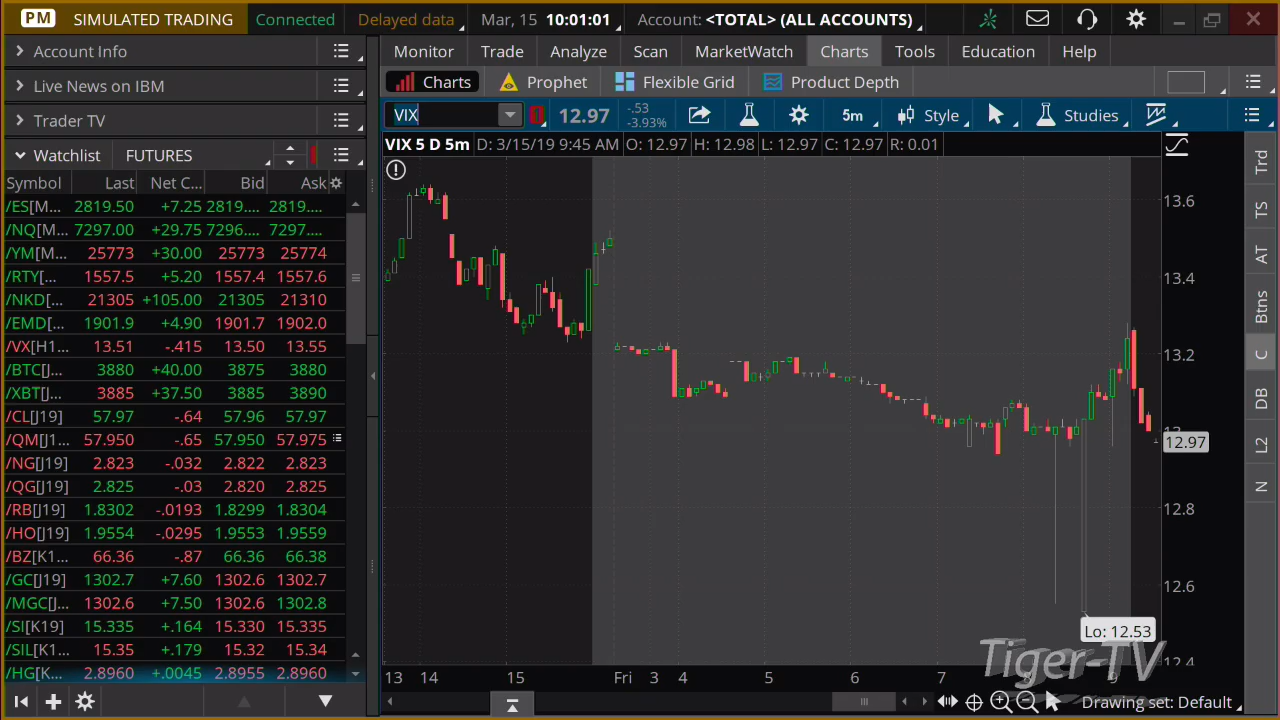 PM SIMULATED TRADING Connected Delayed data Mar, 15 10:01:01 Account: <TOTAL> (ALL ACCOUNTS)
Account Info
Live News on IBM
Trader TV
Watchlist FUTURES
Symbol Last Net C... Bid Ask
/ES[M... 2819.50 +7.25 2819.... 2819....
/NQ[M... 7297.00 +29.75 7296.... 7297....
/YM[M... 25773 +30.00 25773 25774
/RTY[... 1557.5 +5.20 1557.4 1557.6
/NKD[... 21305 +105.00 21305 21310
/EMD[... 1901.9 +4.90 1901.7 1902.0
/VX[H1... 13.51 -.415 13.50 13.55
/BTC[... 3880 +40.00 3875 3880
/XBT[... 3885 +37.50 3885 3890
/CL[J19] 57.97 -.64 57.96 57.97
/QM[J1... 57.950 -.65 57.950 57.975
/NG[J19] 2.823 -.032 2.822 2.823
/QG[J19] 2.825 -.03 2.820 2.825
/RB[J19] 1.8302 -.0193 1.8299 1.8304
/HO[J19] 1.9554 -.0295 1.9553 1.9559
/BZ[K1... 66.36 -.87 66.36 66.38
/GC[J19] 1302.7 +7.60 1302.6 1302.7
/MGC[... 1302.6 +7.50 1302.6 1302.8
/SI[K19] 15.335 +.164 15.330 15.335
/SIL[K1... 15.35 +.179 15.32 15.34
/HG[K... 2.8960 +.0045 2.8955 2.8960
Monitor Trade Analyze Scan MarketWatch Charts Tools Education Help
Charts Prophet Flexible Grid Product Depth
VIX 12.97 -.53 -3.93% 5m Style Studies
VIX 5 D 5m D: 3/15/19 9:45 AM O: 12.97 H: 12.98 L: 12.97 C: 12.97 R: 0.01
13.6
13.4
13.2
12.97
12.8
12.6
Lo: 12.53
12.4
Tiger-TV
13 14 15 Fri 3 4 5 6 7
Drawing set: Default
Trd
TS
AT
Btns
C
DB
L2
N